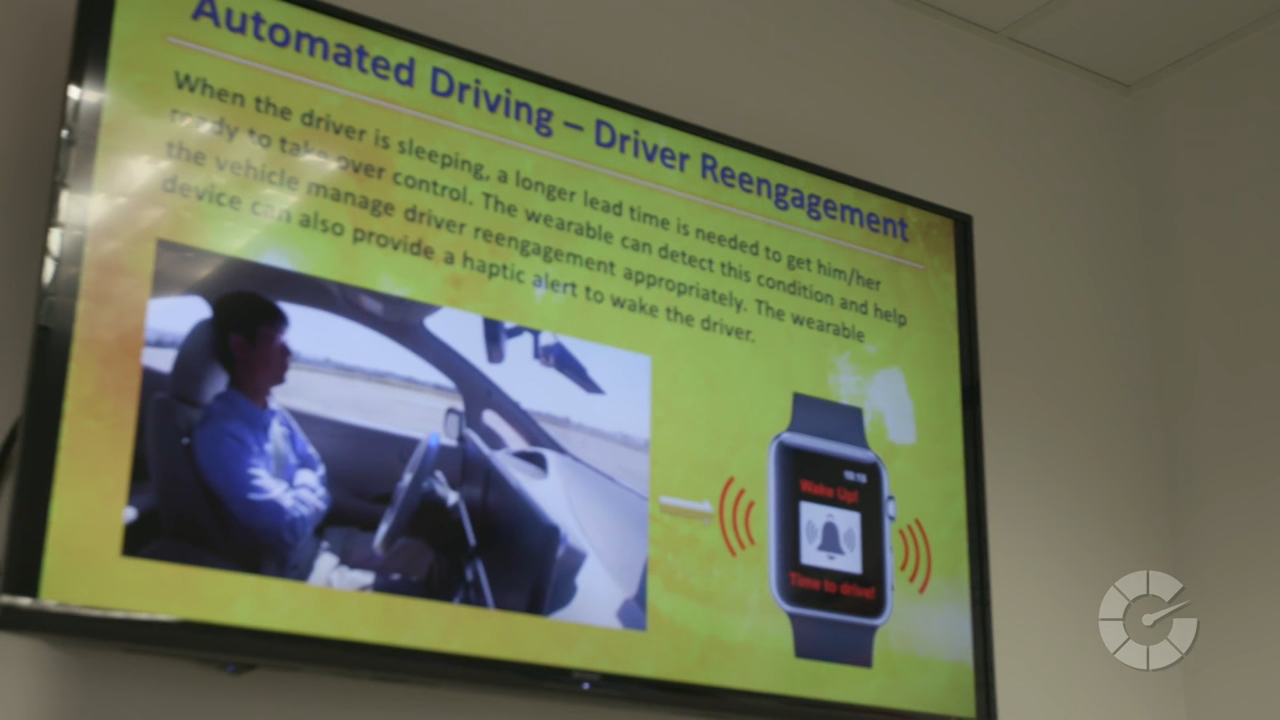 Automated Driving – Driver Reengagement
When the driver is sleeping, a longer lead time is needed to get him/her
ready to take over control. The wearable can detect this condition and help
the vehicle manage driver reengagement appropriately. The wearable
device can also provide a haptic alert to wake the driver.
10:13
Wake Up!
Time to drive!